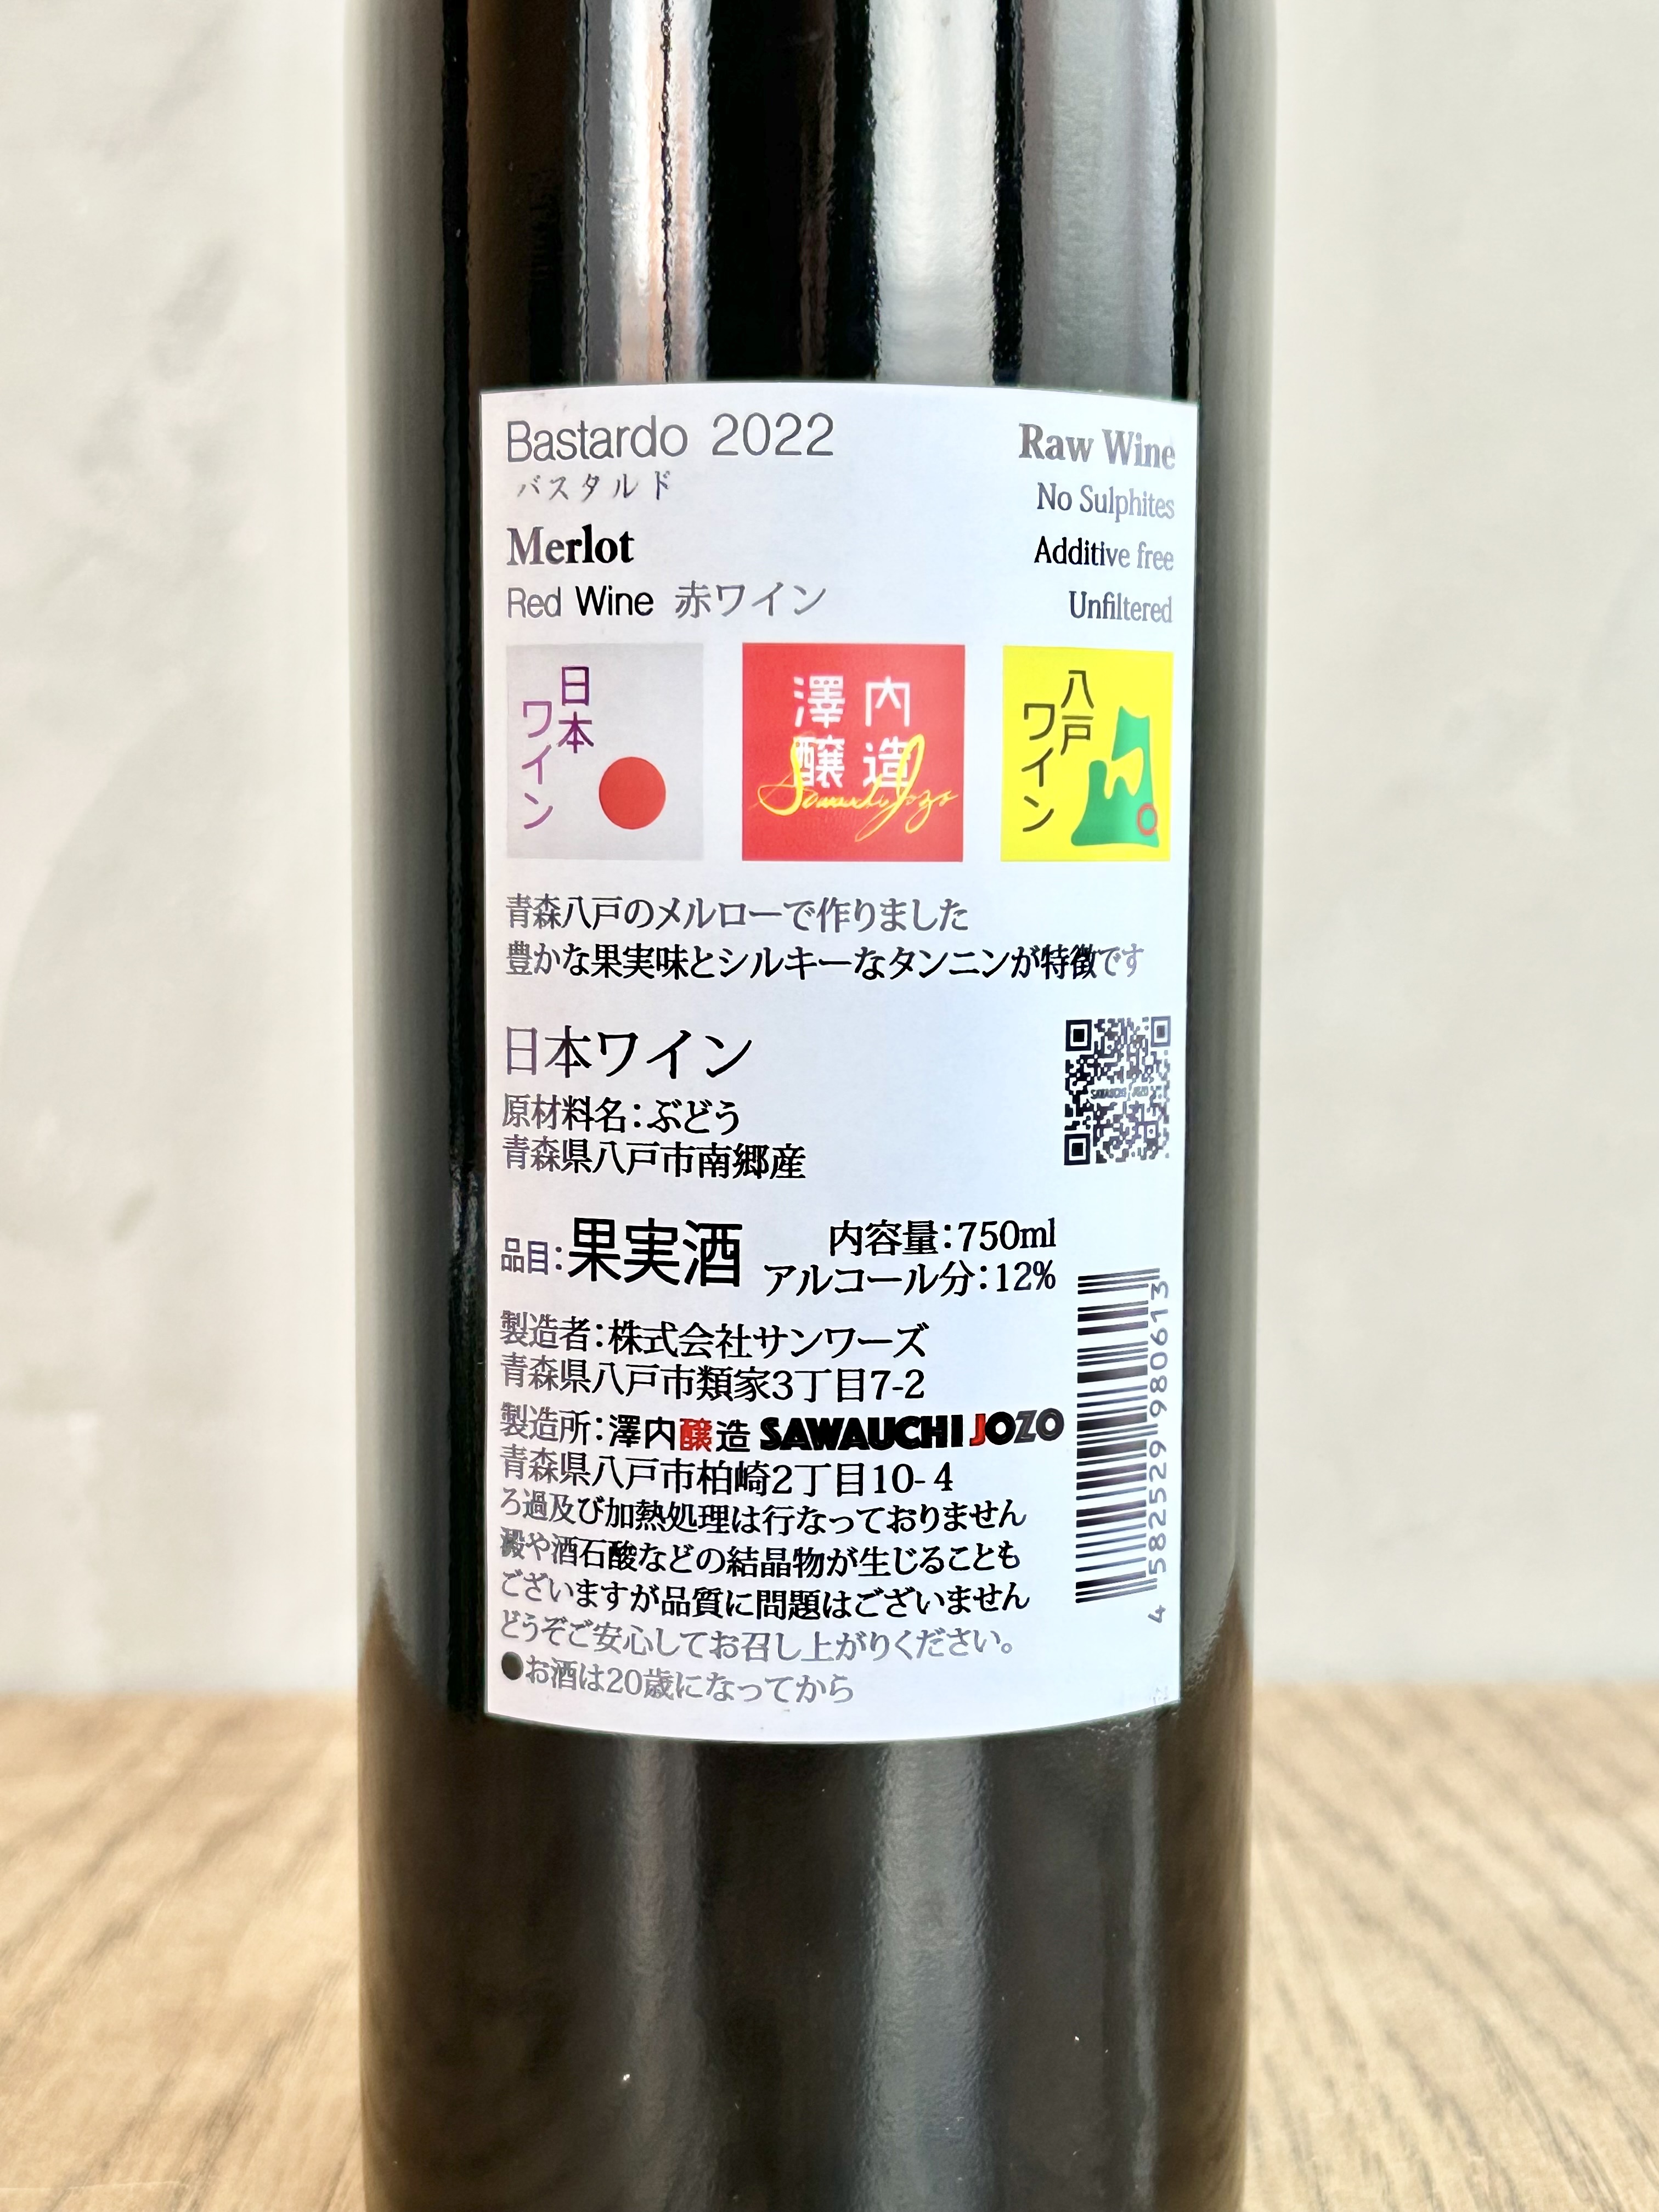 Bastardo 2022
バスタルド
Merlot
Red Wine 赤ワイン
Raw Wine
No Sulphites
Additive free
Unfiltered
日本
ワイン
澤内
醸造
Sawauchi Jozo
八戸
ワイン
青森八戸のメルローで作りました
豊かな果実味とシルキーなタンニンが特徴です
日本ワイン
原材料名：ぶどう
青森県八戸市南郷産
SAWAUCHI JOZO
品目：果実酒
内容量：750ml
アルコール分：12%
製造者：株式会社サンワーズ
青森県八戸市類家3丁目7-2
製造所：澤内醸造 SAWAUCHI JOZO
青森県八戸市柏崎2丁目10-4
ろ過及び加熱処理は行なっておりません
澱や酒石酸などの結晶物が生じることも
ございますが品質に問題はございません
どうぞご安心してお召し上がりください。
●お酒は20歳になってから
4 582529 980613